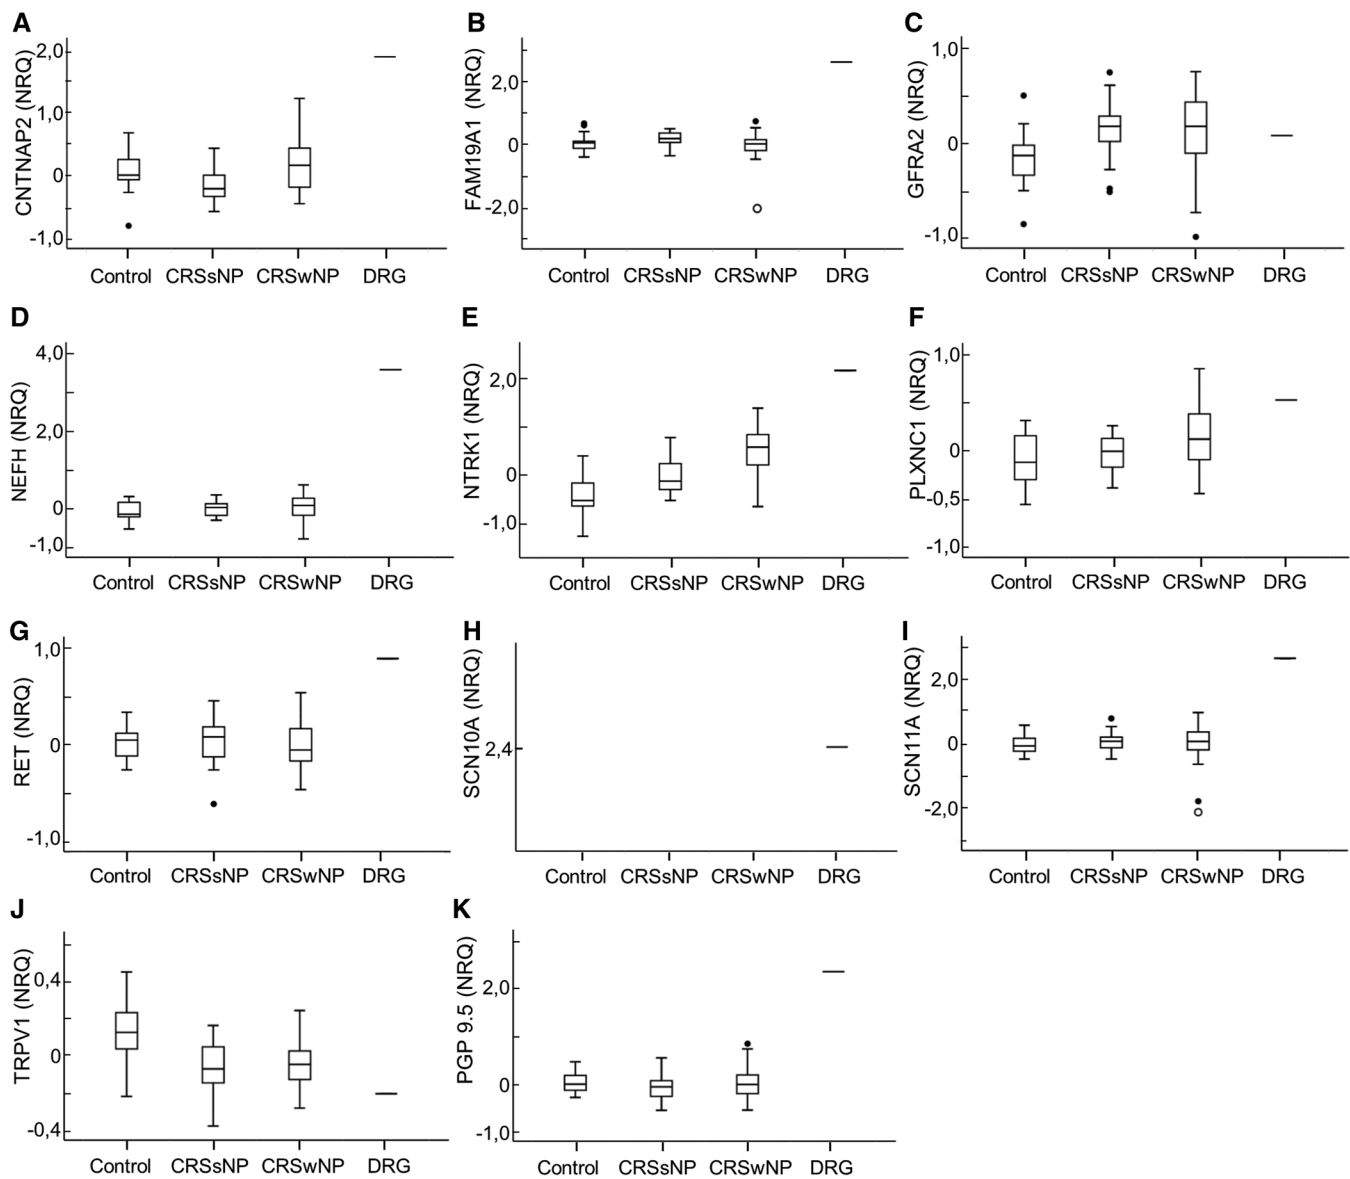 A
CNTNAP2 (NRQ)
2,0
1,0
0
-1,0
Control CRSsNP CRSwNP DRG
B
FAM19A1 (NRQ)
2,0
0
-2,0
Control CRSsNP CRSwNP DRG
C
GFRA2 (NRQ)
1,0
0
-1,0
Control CRSsNP CRSwNP DRG
D
NEFH (NRQ)
4,0
2,0
0
-1,0
Control CRSsNP CRSwNP DRG
E
NTRK1 (NRQ)
2,0
0
-1,0
Control CRSsNP CRSwNP DRG
F
PLXNC1 (NRQ)
1,0
0
-0,5
-1,0
Control CRSsNP CRSwNP DRG
G
RET (NRQ)
1,0
0
-1,0
Control CRSsNP CRSwNP DRG
H
SCN10A (NRQ)
2,4
Control CRSsNP CRSwNP DRG
I
SCN11A (NRQ)
2,0
0
-2,0
Control CRSsNP CRSwNP DRG
J
TRPV1 (NRQ)
0,4
0
-0,4
Control CRSsNP CRSwNP DRG
K
PGP 9.5 (NRQ)
2,0
0
-1,0
Control CRSsNP CRSwNP DRG